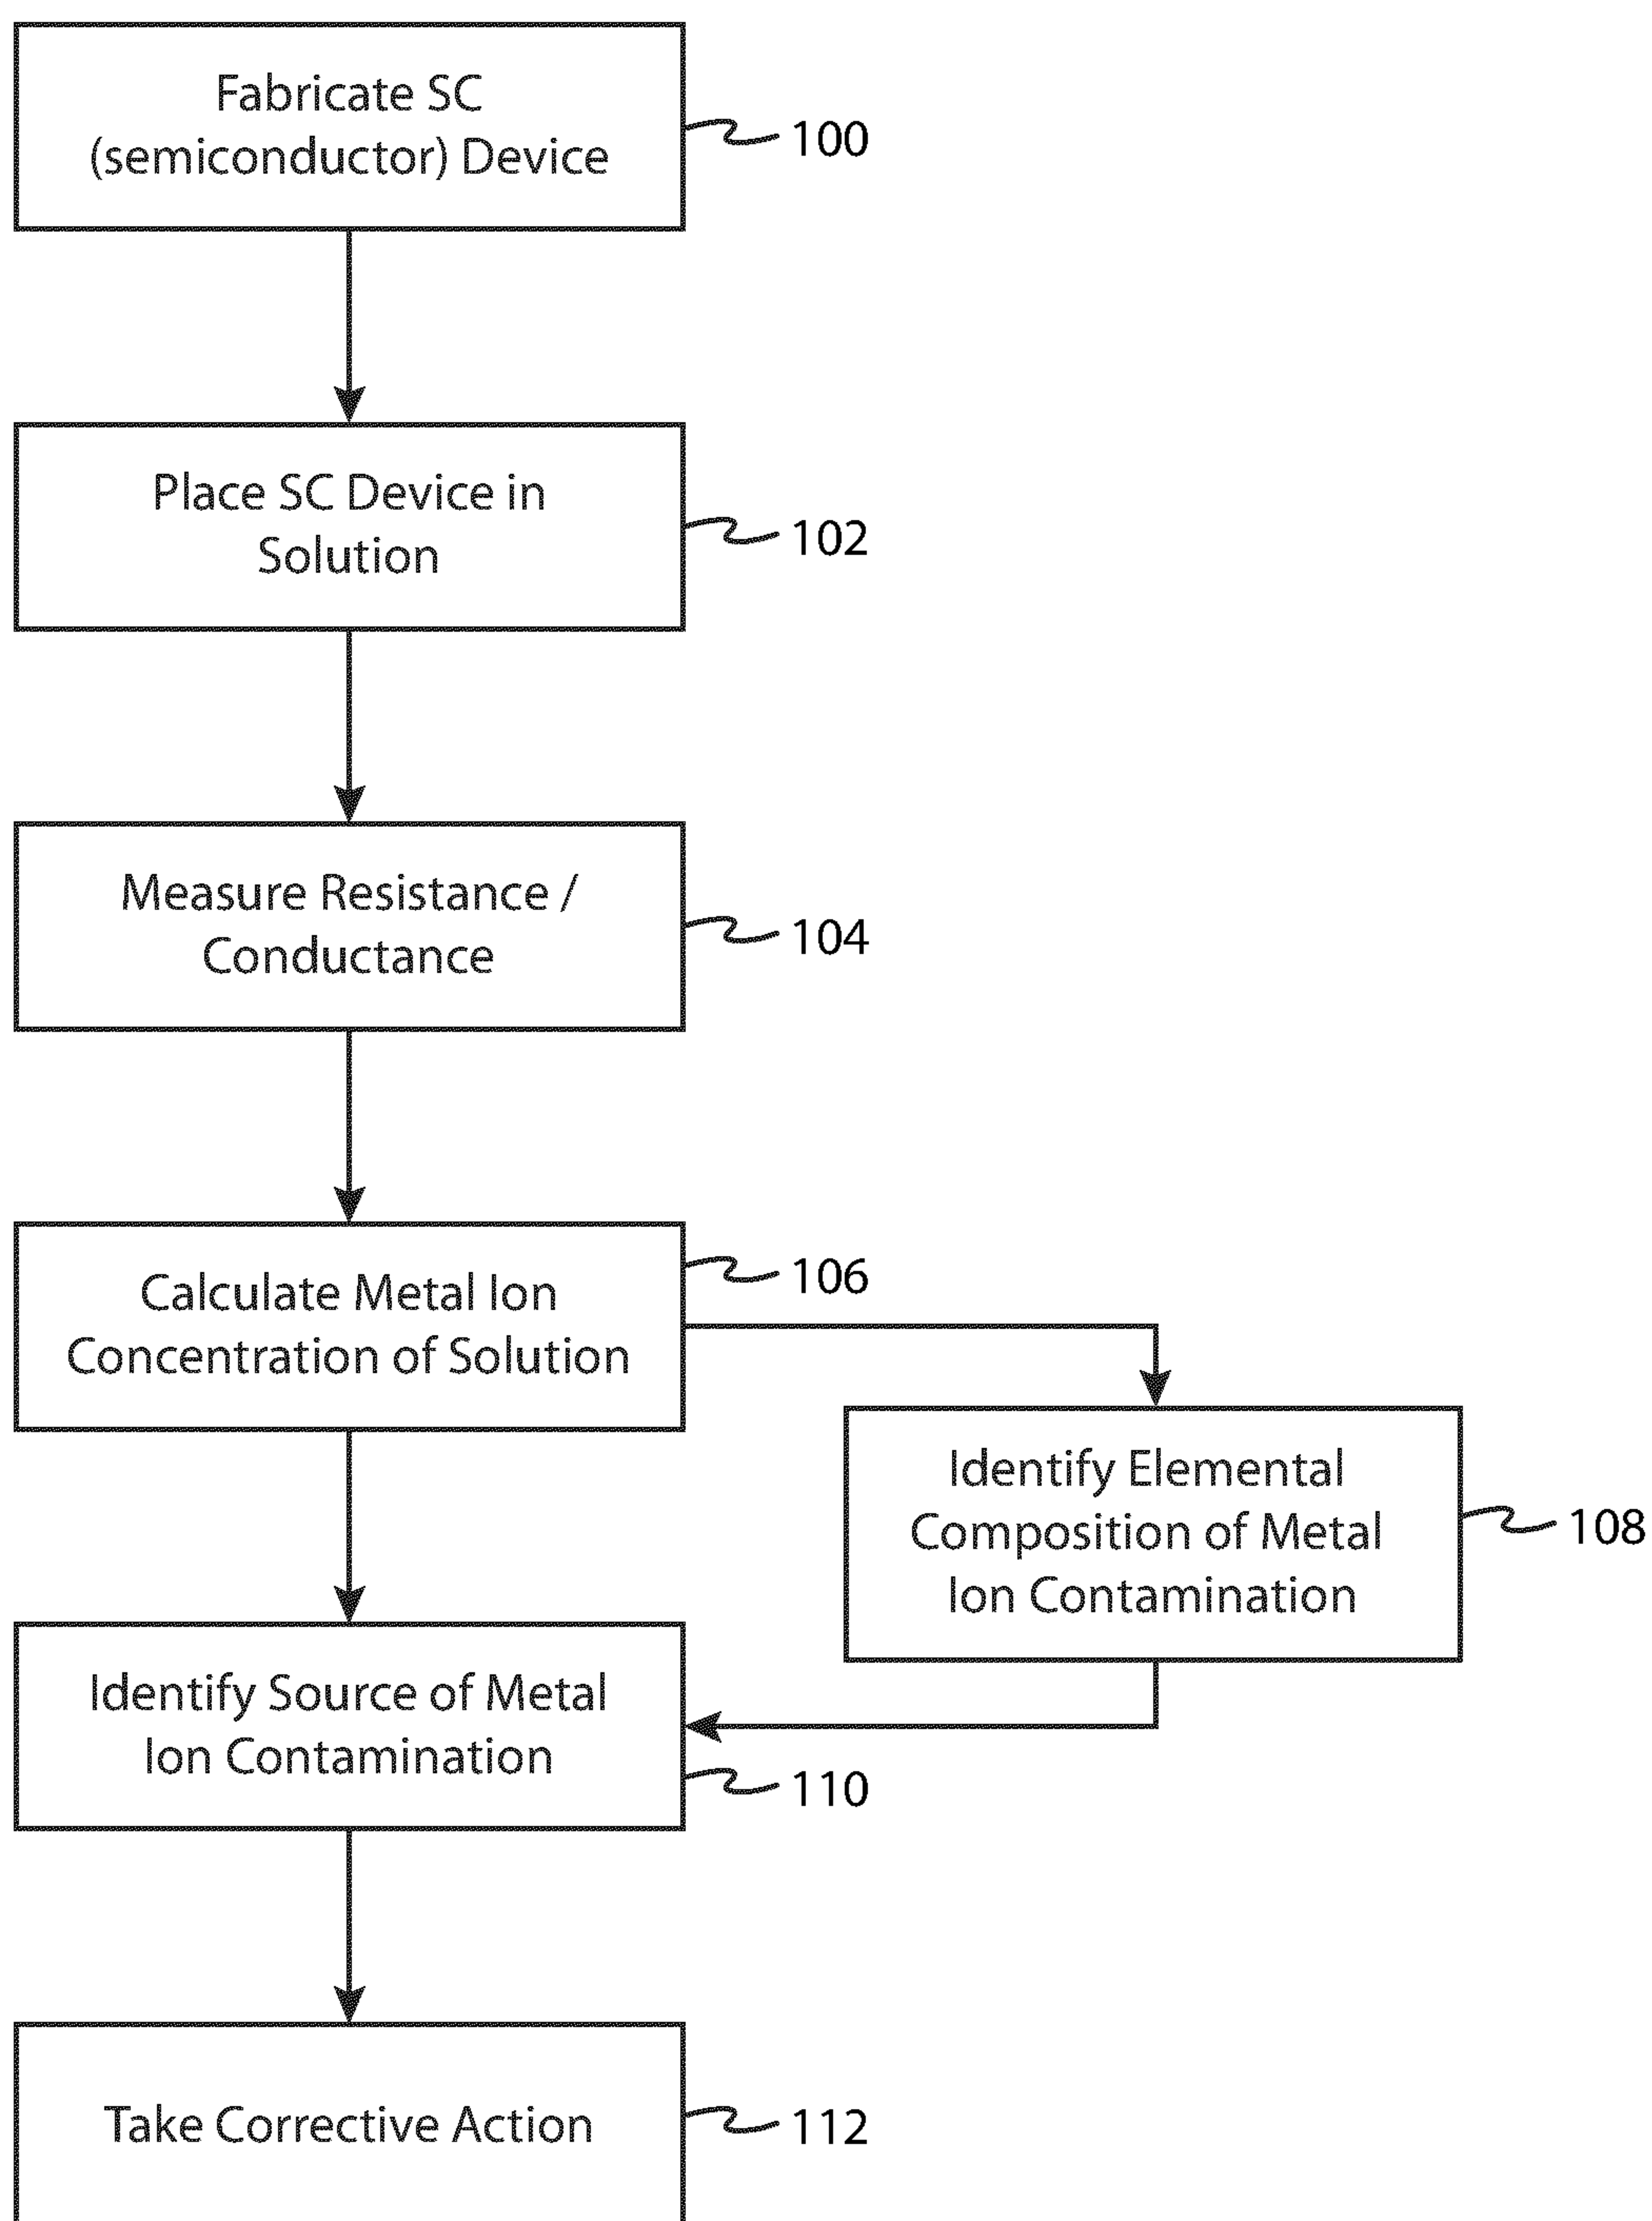 Fabricate SC
(semiconductor) Device
100
Place SC Device in
Solution
102
Measure Resistance /
Conductance
104
Calculate Metal Ion
Concentration of Solution
106
Identify Elemental
Composition of Metal
Ion Contamination
108
Identify Source of Metal
Ion Contamination
110
Take Corrective Action
112